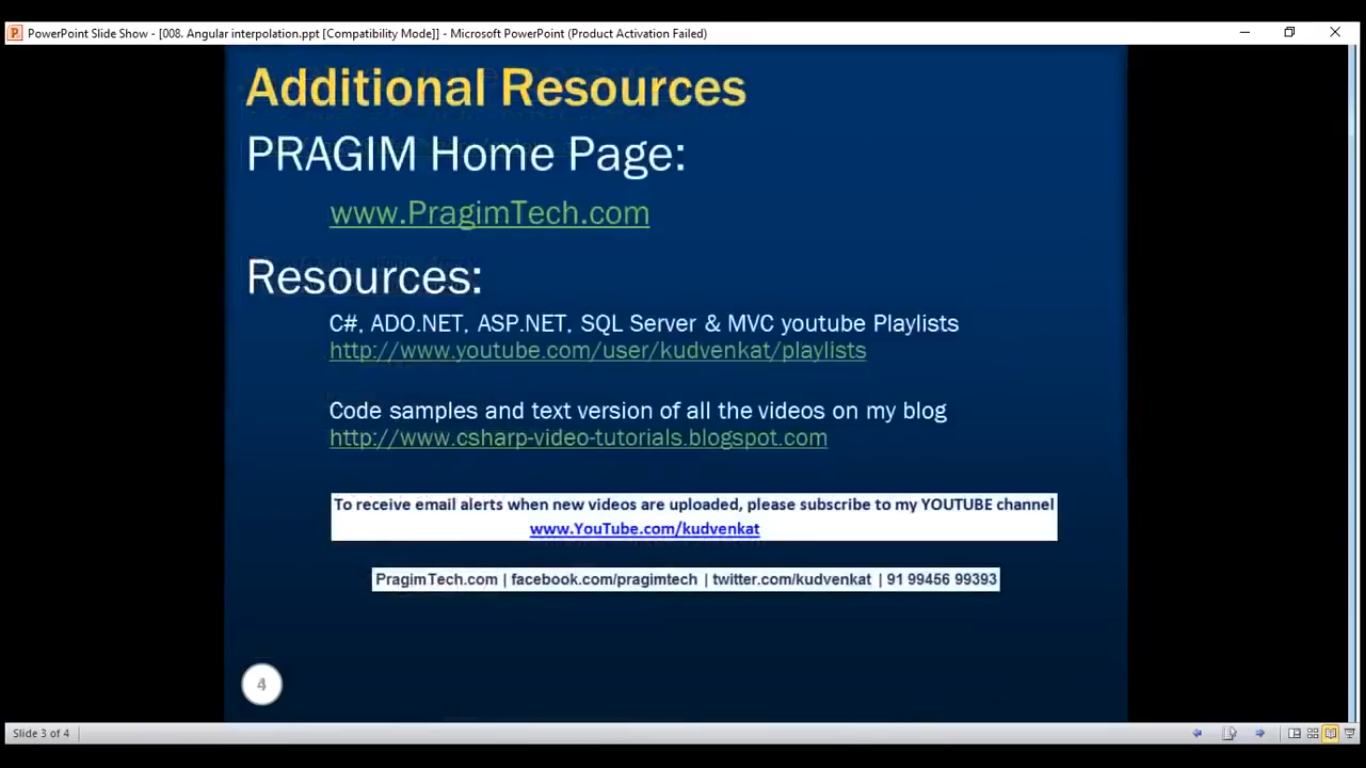 PowerPoint Slide Show - [008. Angular interpolation.ppt [Compatibility Mode]] - Microsoft PowerPoint (Product Activation Failed)
Additional Resources
PRAGIM Home Page:
www.PragimTech.com
Resources:
C#, ADO.NET, ASP.NET, SQL Server & MVC youtube Playlists
http://www.youtube.com/user/kudvenkat/playlists
Code samples and text version of all the videos on my blog
http://www.csharp-video-tutorials.blogspot.com
To receive email alerts when new videos are uploaded, please subscribe to my YOUTUBE channel
www.YouTube.com/kudvenkat
PragimTech.com | facebook.com/pragimtech | twitter.com/kudvenkat | 91 99456 99393
4
Slide 3 of 4